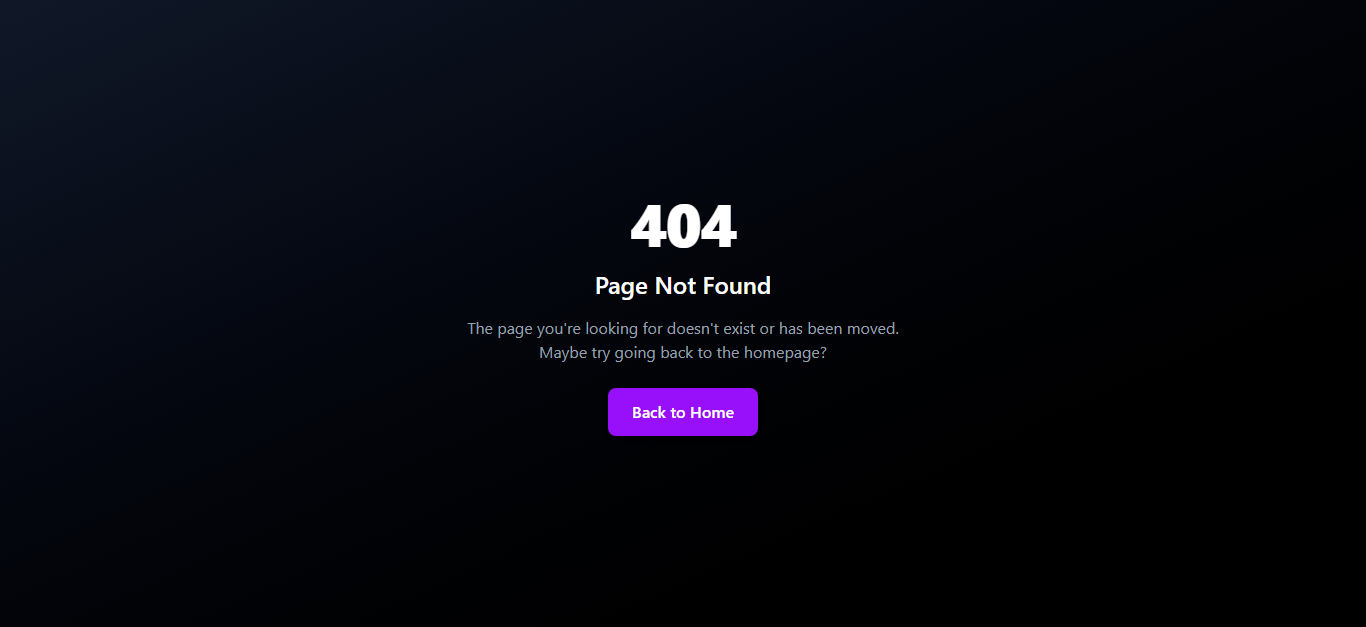 404
Page Not Found
The page you're looking for doesn't exist or has been moved.
Maybe try going back to the homepage?
Back to Home